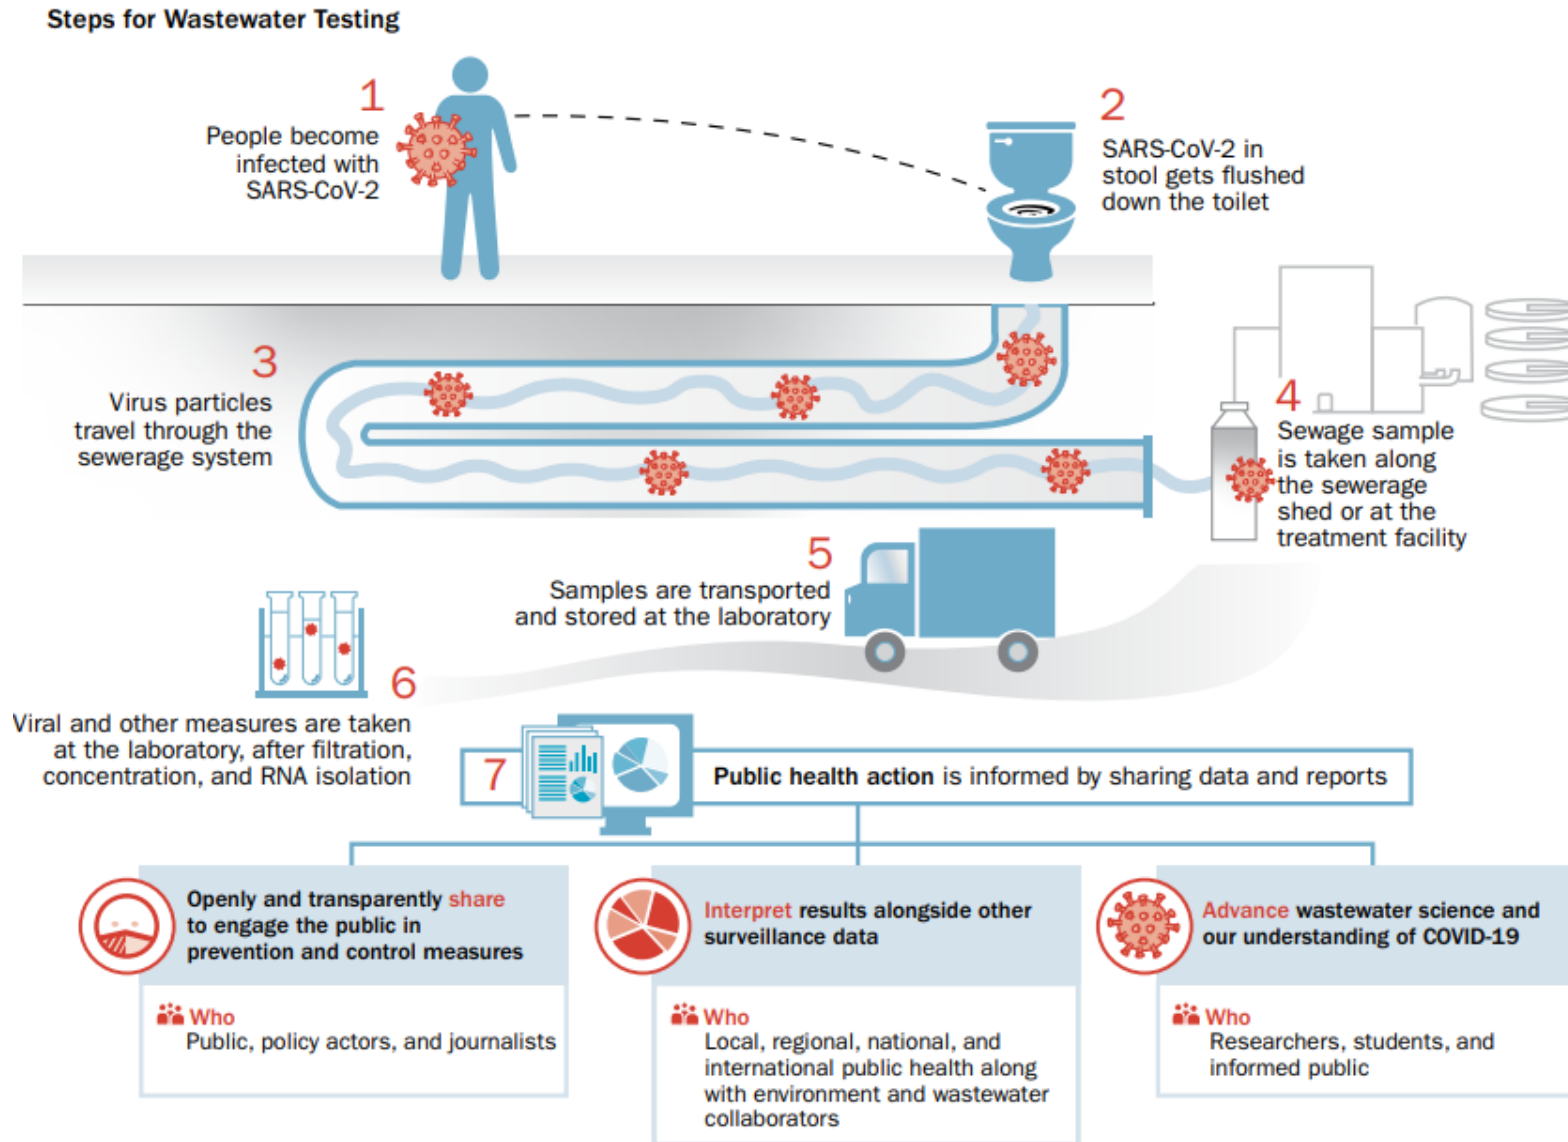 Steps for Wastewater Testing
1
People become
infected with
SARS-CoV-2
2
SARS-CoV-2 in
stool gets flushed
down the toilet
3
Virus particles
travel through the
sewerage system
4
Sewage sample
is taken along
the sewerage
shed or at the
treatment facility
5
Samples are transported
and stored at the laboratory
6
Viral and other measures are taken
at the laboratory, after filtration,
concentration, and RNA isolation
7
Public health action is informed by sharing data and reports
Openly and transparently share
to engage the public in
prevention and control measures
Who
Public, policy actors, and journalists
Interpret results alongside other
surveillance data
Who
Local, regional, national, and
international public health along
with environment and wastewater
collaborators
Advance wastewater science and
our understanding of COVID-19
Who
Researchers, students, and
informed public